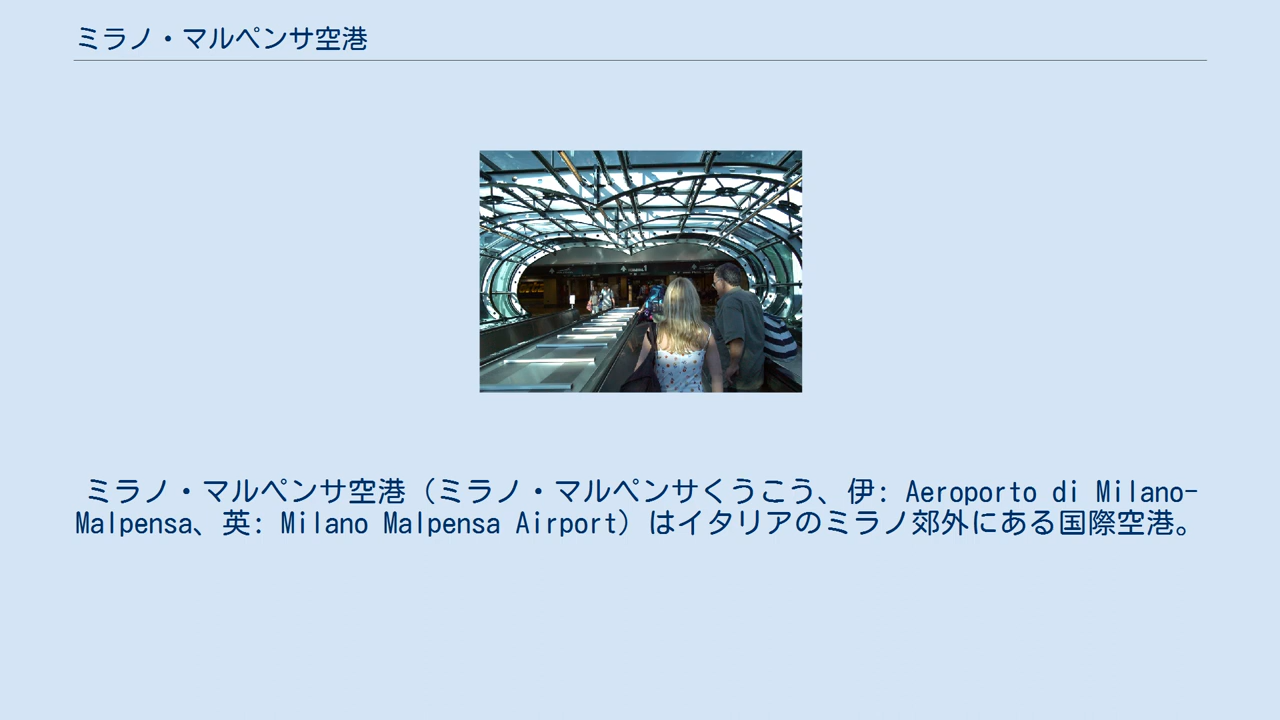 ミラノ・マルペンサ空港
ミラノ・マルペンサ空港（ミラノ・マルペンサくうこう、伊: Aeroporto di Milano-
Malpensa、英: Milano Malpensa Airport）はイタリアのミラノ郊外にある国際空港。